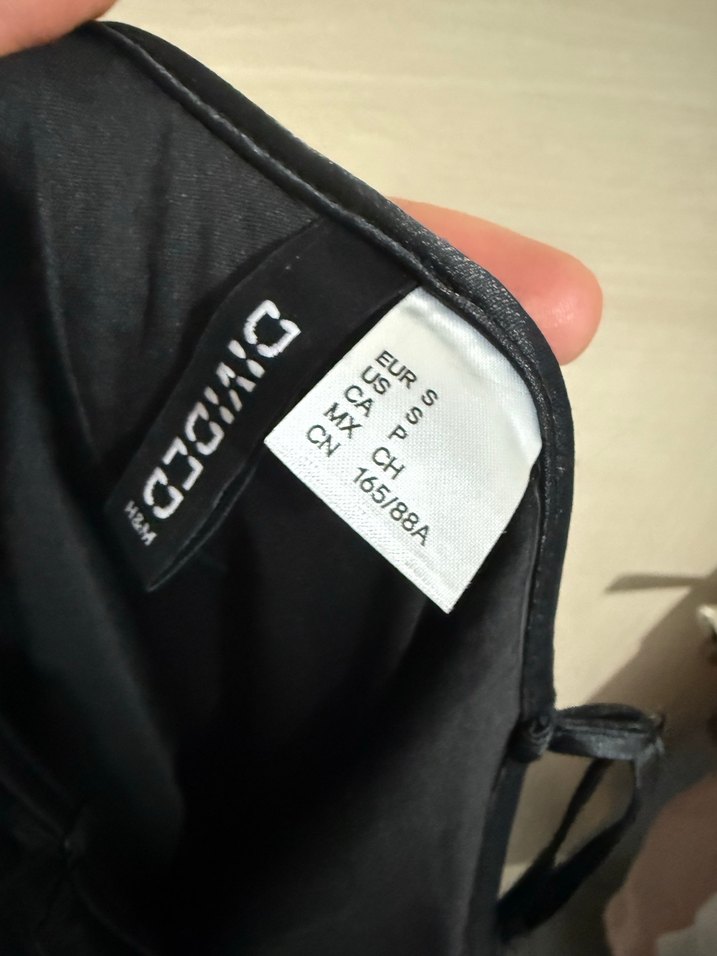 DIVIDED
H&M
EUR S
US S
CA P
MX CH
CN 165/88A